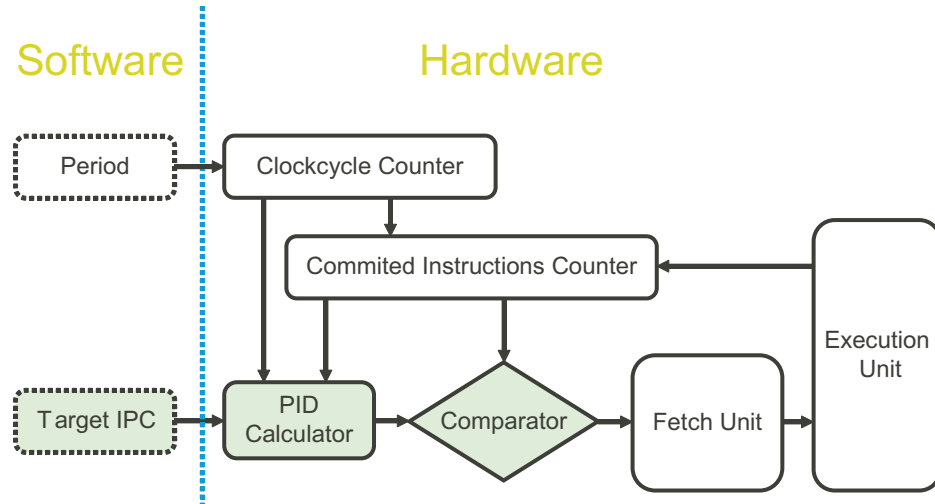 Software
Hardware
Period
Clockcycle Counter
Commited Instructions Counter
Execution
Unit
Target IPC
PID
Calculator
Comparator
Fetch Unit